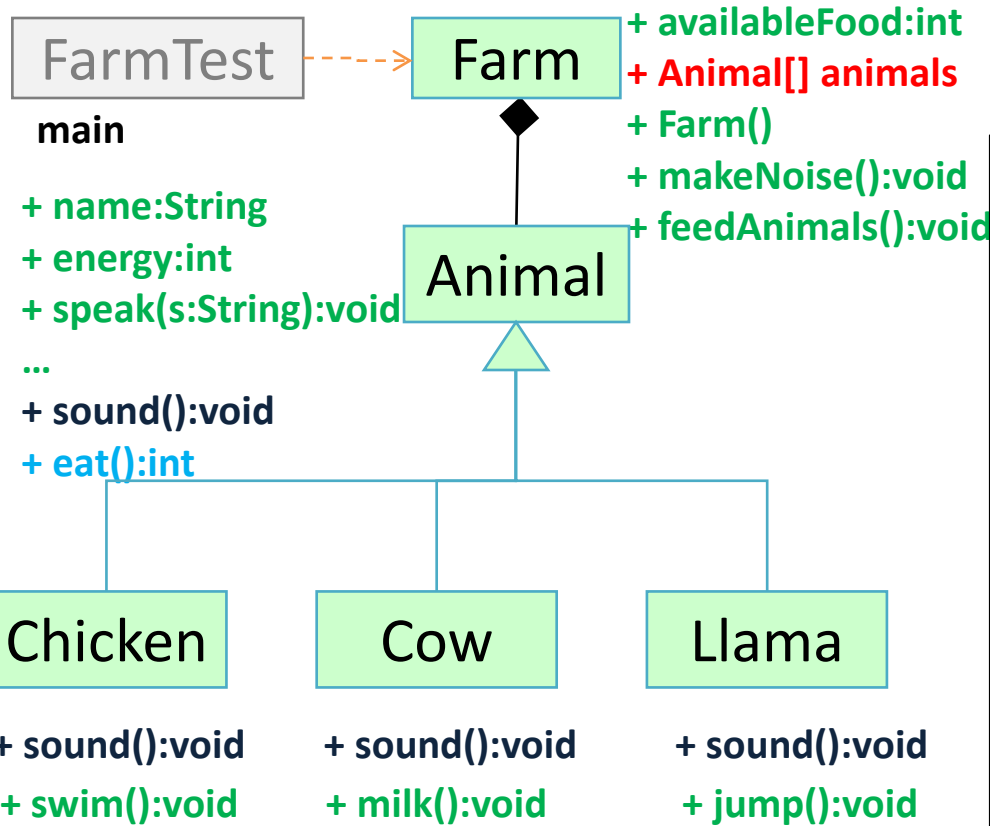 FarmTest
main
Farm
+ availableFood:int
+ Animal[] animals
+ Farm()
+ makeNoise():void
+ feedAnimals():void
+ name:String
+ energy:int
+ speak(s:String):void
...
+ sound():void
+ eat():int
Animal
Chicken
+ sound():void
+ swim():void
Cow
+ sound():void
+ milk():void
Llama
+ sound():void
+ jump():void